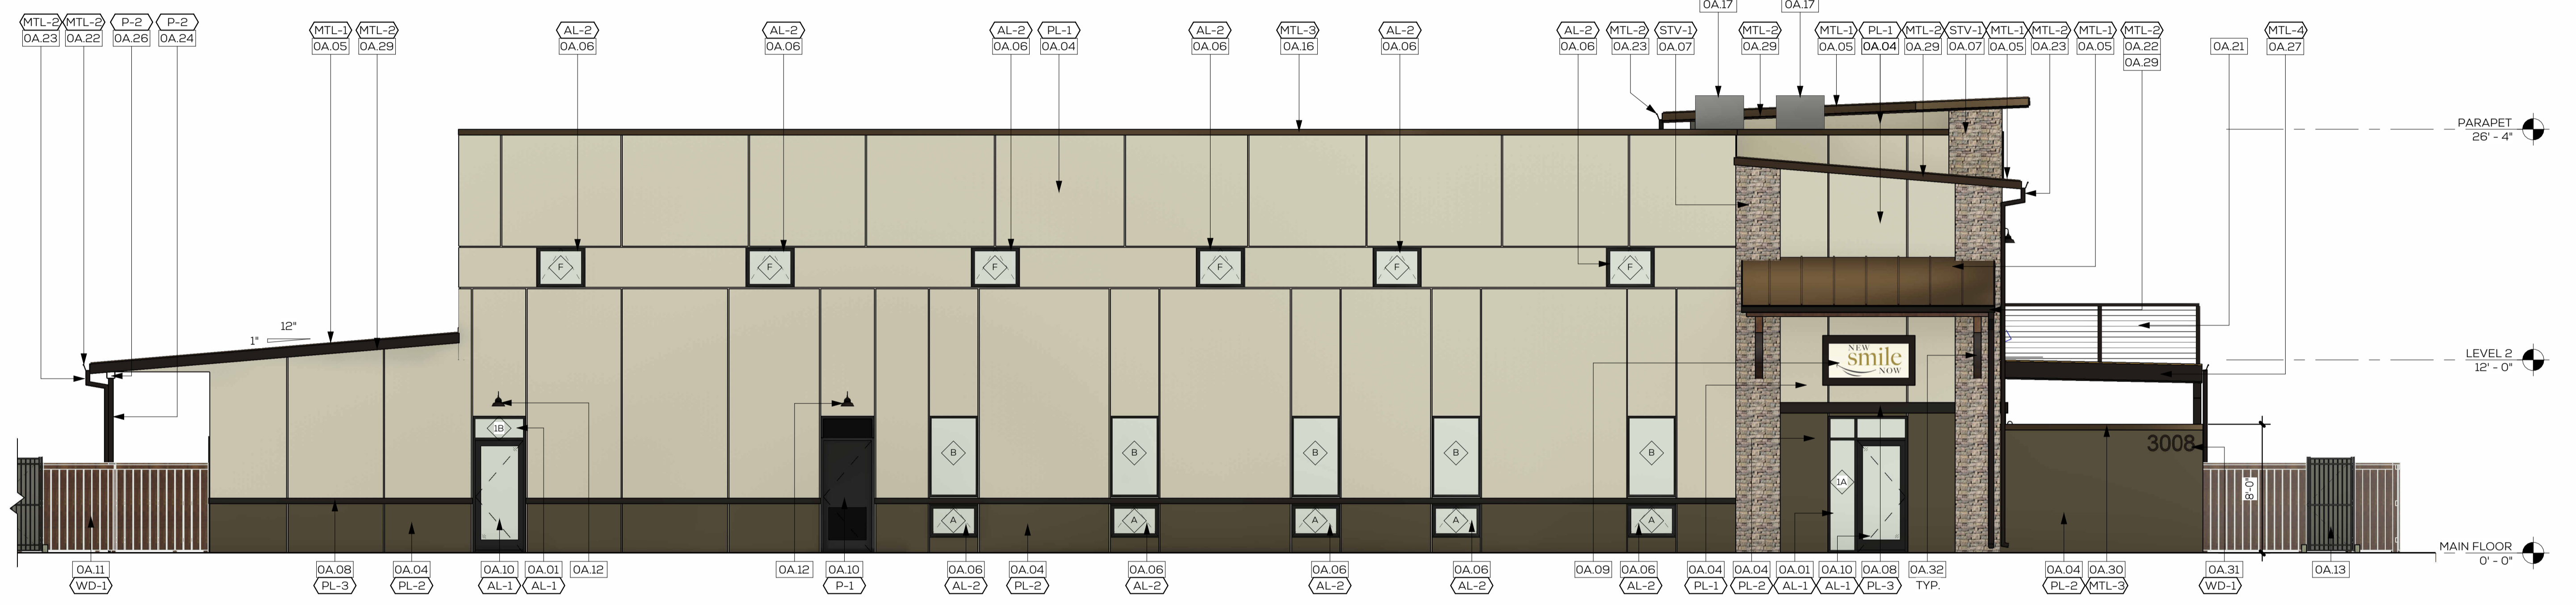 0A.17 0A.17
MTL-2 MTL-2 P-2 P-2 MTL-1 MTL-2 AL-2 AL-2 AL-2 PL-1 AL-2 MTL-3 AL-2 AL-2 MTL-2 STV-1 MTL-2 MTL-1 PL-1 MTL-2 STV-1 MTL-1 MTL-2 MTL-1 MTL-2 MTL-4
0A.23 0A.22 0A.26 0A.24 0A.05 0A.29 0A.06 0A.06 0A.06 0A.04 0A.06 0A.16 0A.06 0A.06 0A.23 0A.07 0A.29 0A.05 0A.04 0A.29 0A.07 0A.05 0A.23 0A.05 0A.22 0A.21 0A.27
0A.29
PARAPET
26' - 4"
F F F F F F
12"
1"
NEW
smile
NOW
LEVEL 2
12' - 0"
1B
3008
B B B B B
1A
8'-0"
A A A A A
MAIN FLOOR
0' - 0"
0A.11 0A.08 0A.04 0A.10 0A.01 0A.12 0A.12 0A.10 0A.06 0A.04 0A.06 0A.06 0A.06 0A.09 0A.06 0A.04 0A.04 0A.01 0A.10 0A.08 0A.32 0A.04 0A.30 0A.31 0A.13
WD-1 PL-3 PL-2 AL-1 AL-1 P-1 AL-2 PL-2 AL-2 AL-2 AL-2 AL-2 PL-1 PL-2 AL-1 AL-1 PL-3 TYP. PL-2 MTL-3 WD-1